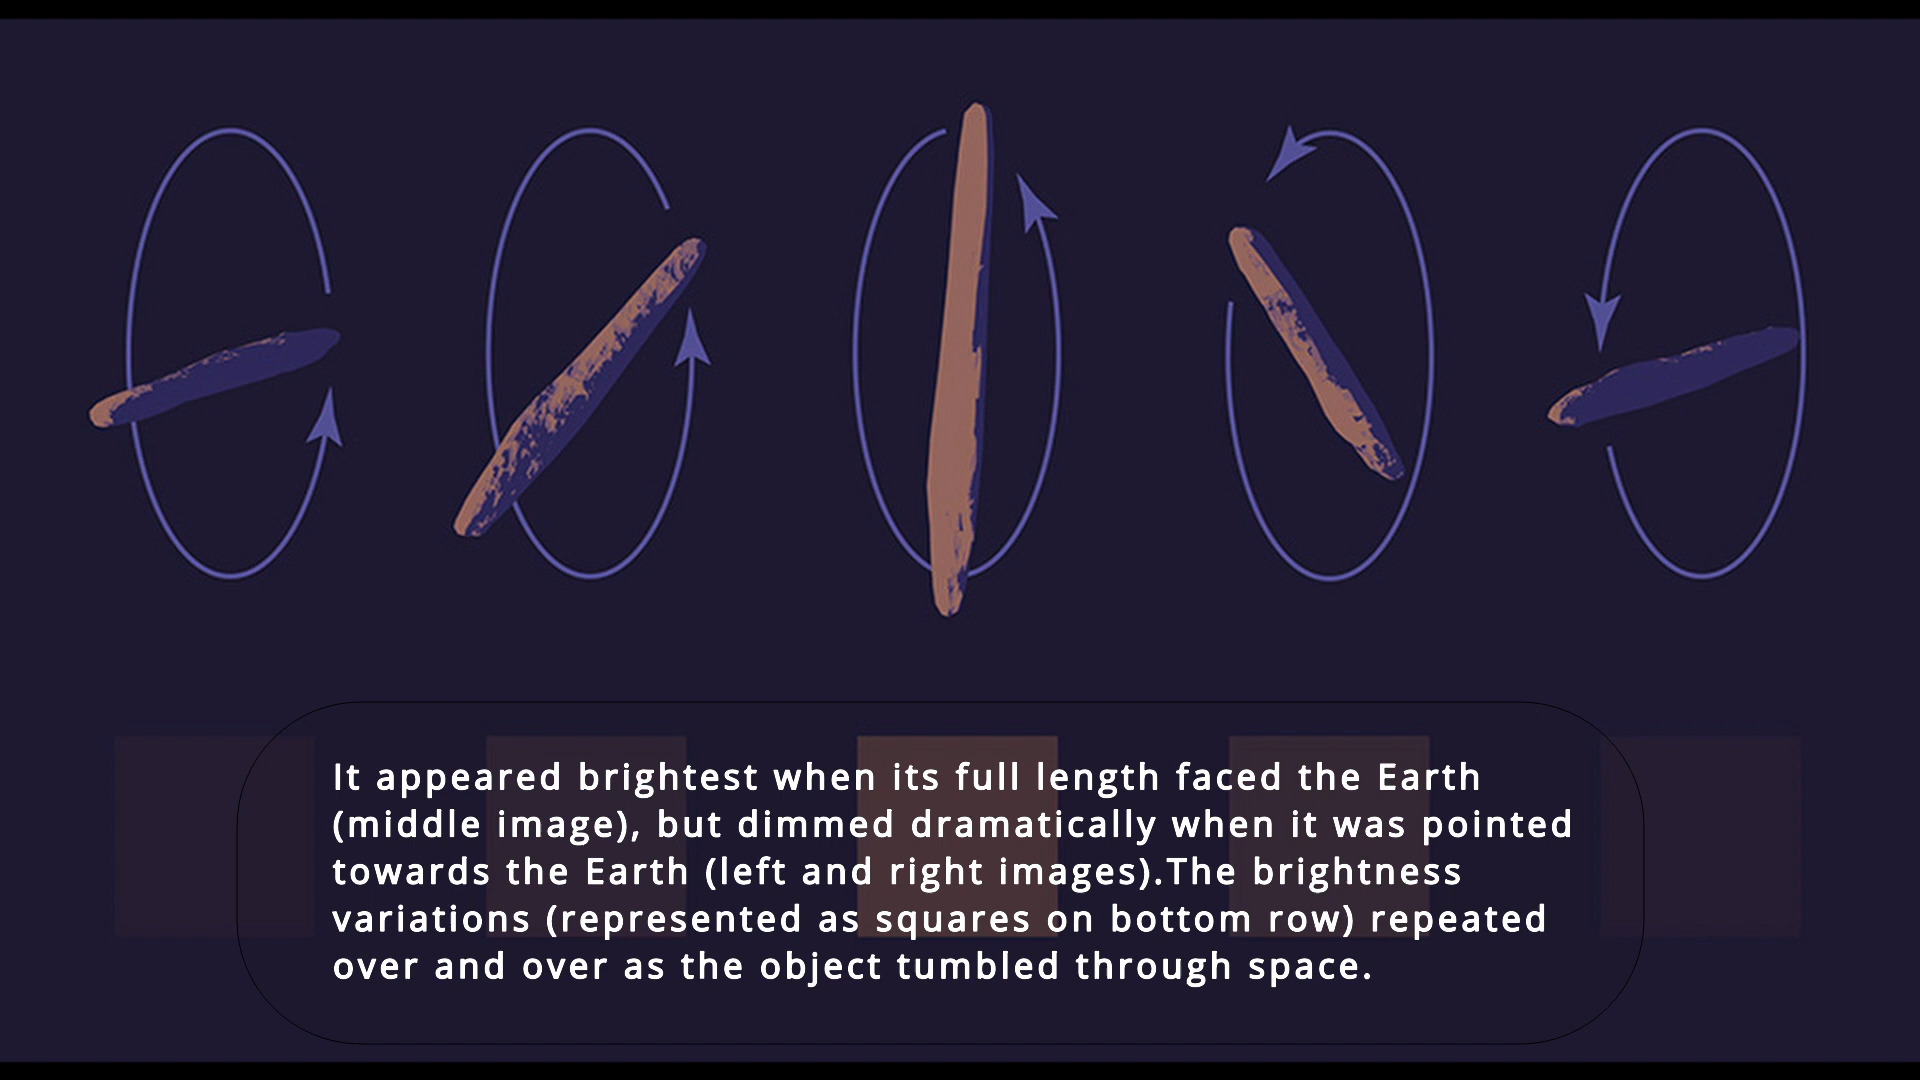 It appeared brightest when its full length faced the Earth
(middle image), but dimmed dramatically when it was pointed
towards the Earth (left and right images).The brightness
variations (represented as squares on bottom row) repeated
over and over as the object tumbled through space.